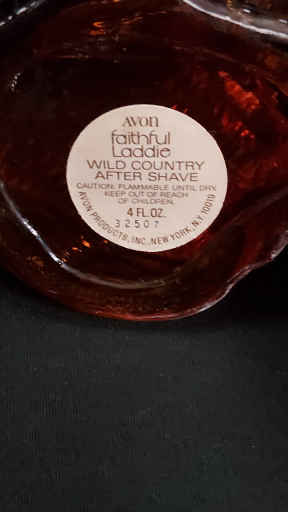 AVON
faithful
Laddie
WILD COUNTRY
AFTER SHAVE
CAUTION: FLAMMABLE UNTIL DRY.
KEEP OUT OF REACH
OF CHILDREN.
4 FL. OZ.
32507
AVON PRODUCTS, INC., NEW YORK, N.Y. 10019